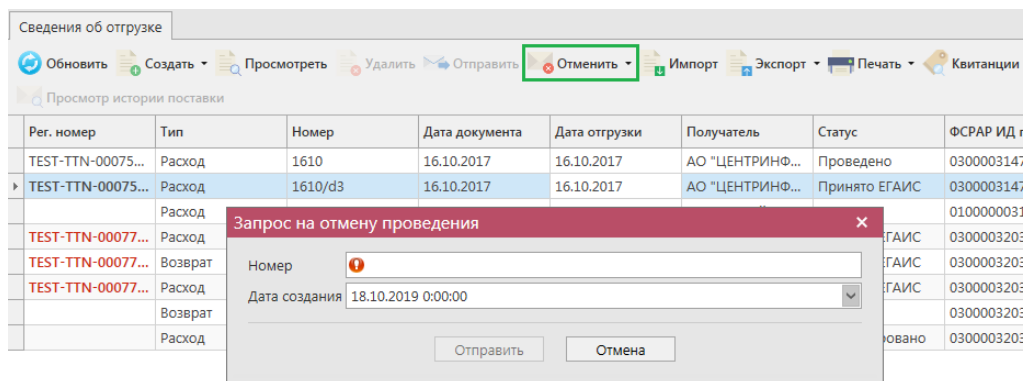 Сведения об отгрузке
Обновить Создать Просмотреть Удалить Отправить Отменить Импорт Экспорт Печать Квитанции
Просмотр истории поставки
Рег. номер Тип Номер Дата документа Дата отгрузки Получатель Статус ФСРАР ИД
TEST-TTN-00075... Расход 1610 16.10.2017 16.10.2017 АО "ЦЕНТРИНФ... Проведено 0300003147
TEST-TTN-00075... Расход 1610/d3 16.10.2017 16.10.2017 АО "ЦЕНТРИНФ... Принято ЕГАИС 0300003147
Расход 0100000031
Запрос на отмену проведения
TEST-TTN-00077... Расход ЕГАИС 0300003203
TEST-TTN-00077... Возврат ЕГАИС 0300003203
Номер
TEST-TTN-00077... Расход ЕГАИС 0300003203
Дата создания 18.10.2019 0:00:00
Возврат 0300003203
Расход овано 0300003203
Отправить Отмена